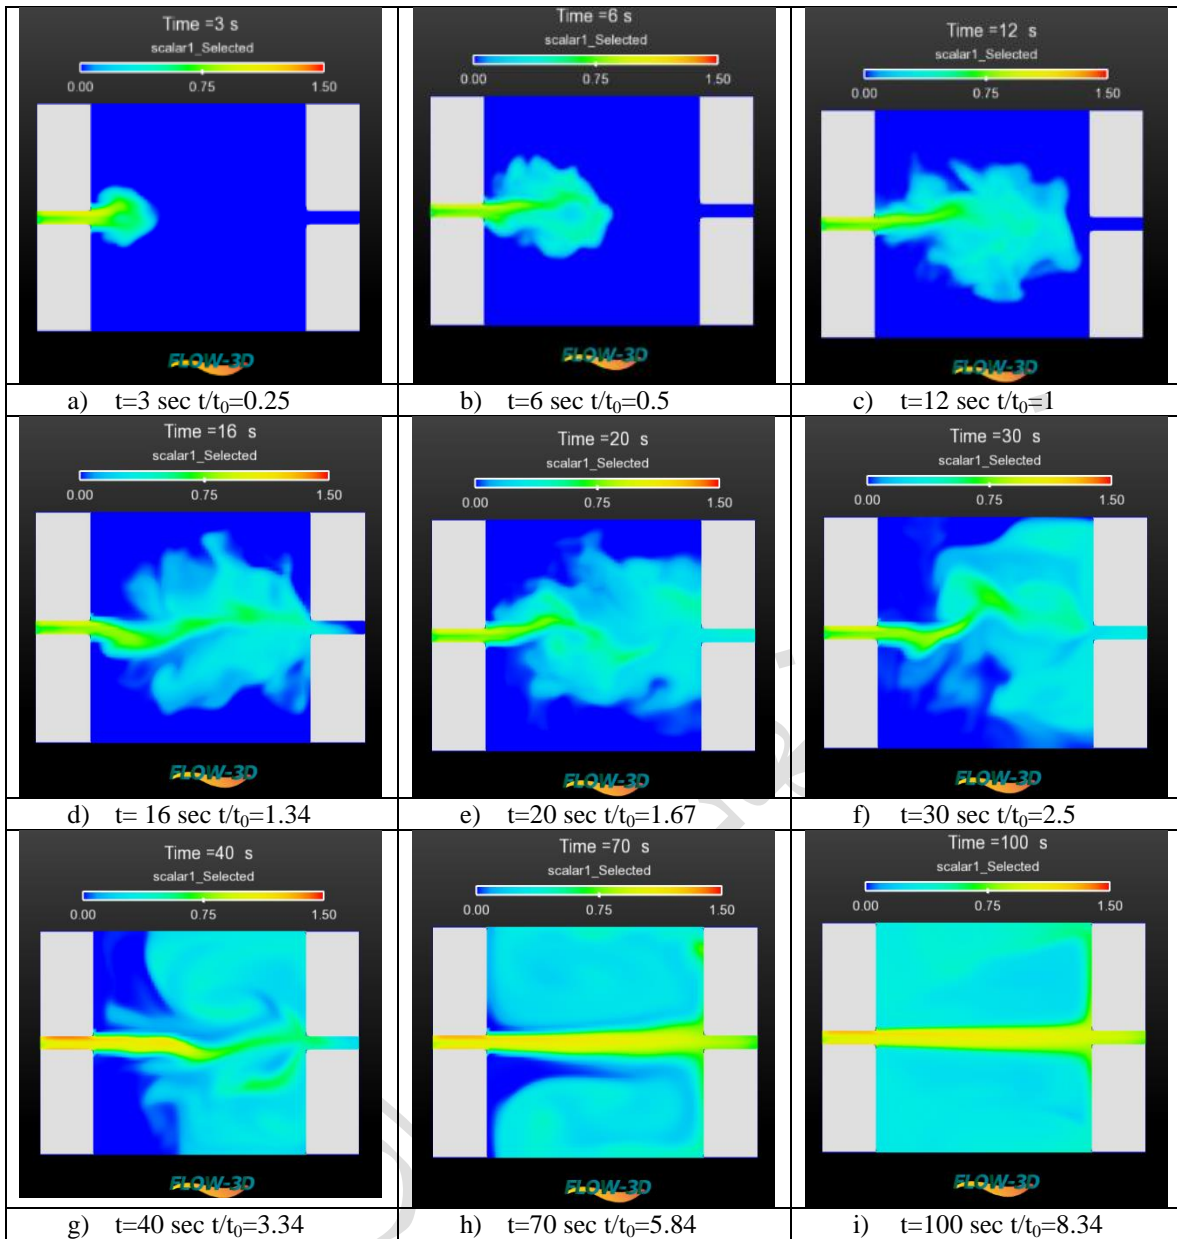 Time =3 s
scalar1_Selected
0.00 0.75 1.50
FLOW-3D
Time =6 s
scalar1_Selected
0.00 0.75 1.50
FLOW-3D
Time =12 s
scalar1_Selected
0.00 0.75 1.50
FLOW-3D
a) t=3 sec t/t₀=0.25
b) t=6 sec t/t₀=0.5
c) t=12 sec t/t₀=1
Time =16 s
scalar1_Selected
0.00 0.75 1.50
FLOW-3D
Time =20 s
scalar1_Selected
0.00 0.75 1.50
FLOW-3D
Time =30 s
scalar1_Selected
0.00 0.75 1.50
FLOW-3D
d) t= 16 sec t/t₀=1.34
e) t=20 sec t/t₀=1.67
f) t=30 sec t/t₀=2.5
Time =40 s
scalar1_Selected
0.00 0.75 1.50
FLOW-3D
Time =70 s
scalar1_Selected
0.00 0.75 1.50
FLOW-3D
Time =100 s
scalar1_Selected
0.00 0.75 1.50
FLOW-3D
g) t=40 sec t/t₀=3.34
h) t=70 sec t/t₀=5.84
i) t=100 sec t/t₀=8.34